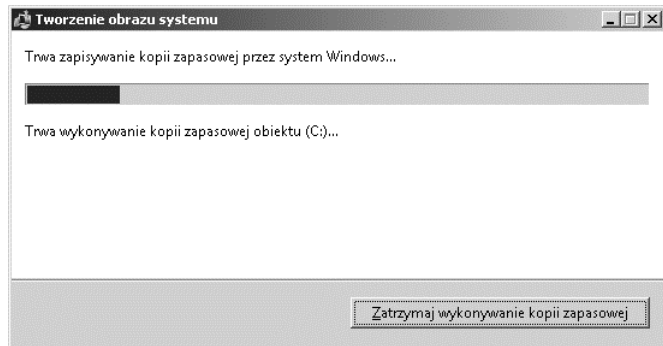 Tworzenie obrazu systemu
Trwa zapisywanie kopii zapasowej przez system Windows...
Trwa wykonywanie kopii zapasowej obiektu (C:)...
Zatrzymaj wykonywanie kopii zapasowej